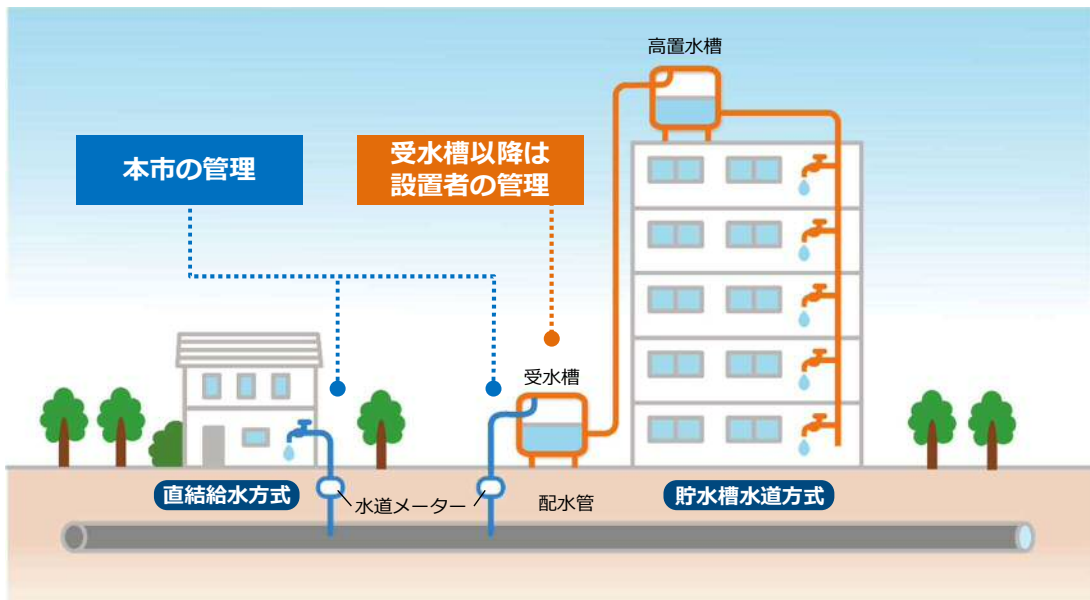 高置水槽
本市の管理
受水槽以降は
設置者の管理
受水槽
直結給水方式
水道メーター
配水管
貯水槽水道方式